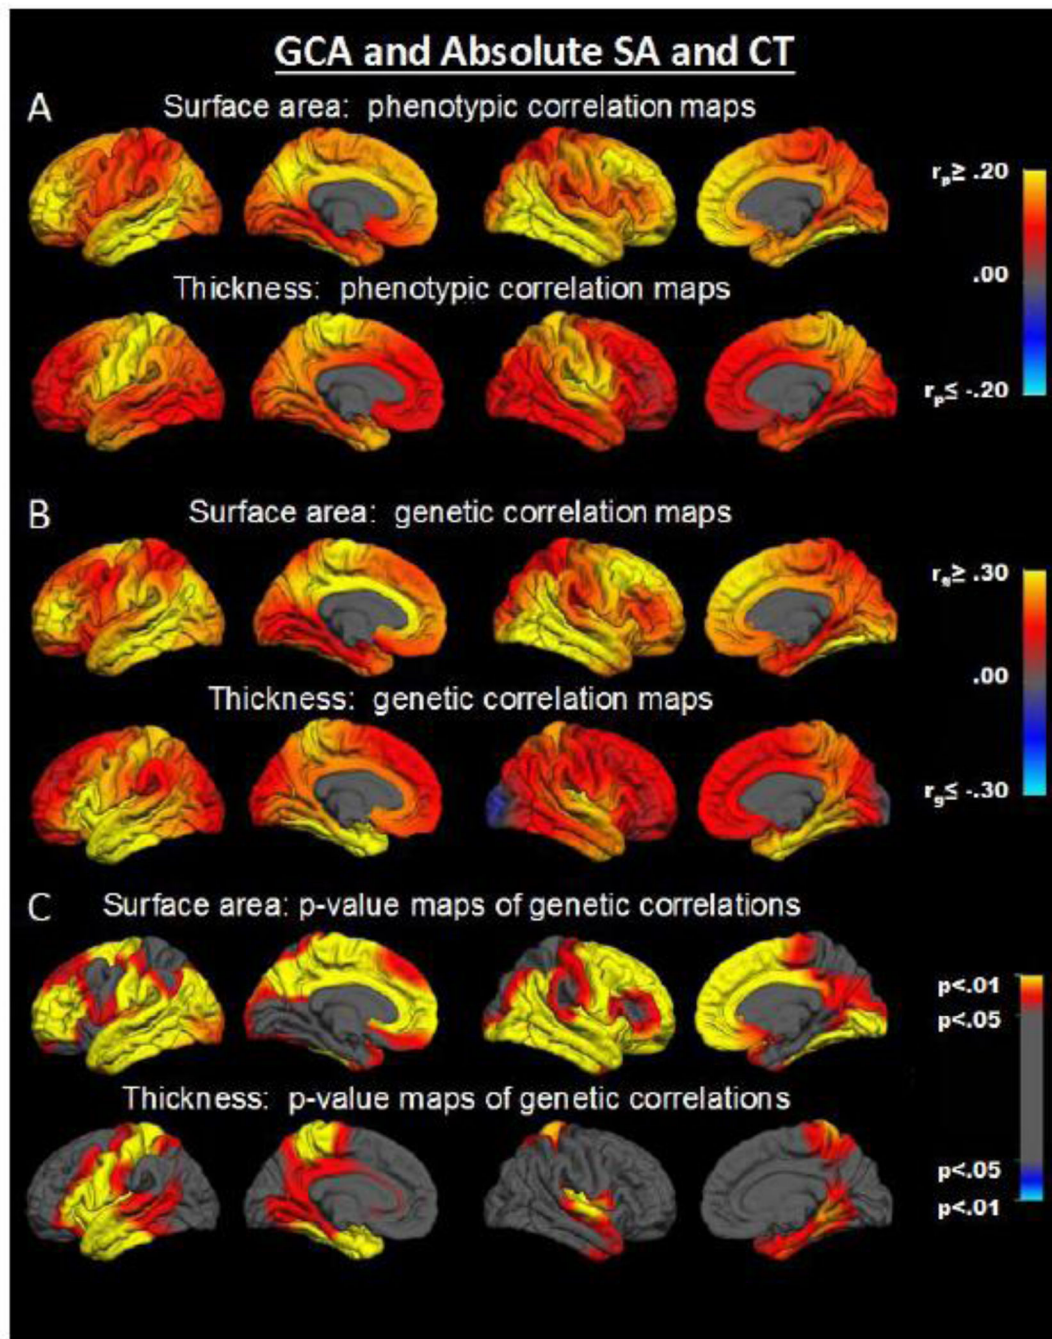 GCA and Absolute SA and CT
A
Surface area: phenotypic correlation maps
rp≥ .20
.00
rp≤ -.20
Thickness: phenotypic correlation maps
B
Surface area: genetic correlation maps
rg≥ .30
.00
rg≤ -.30
Thickness: genetic correlation maps
C
Surface area: p-value maps of genetic correlations
p<.01
p<.05
p<.05
p<.01
Thickness: p-value maps of genetic correlations